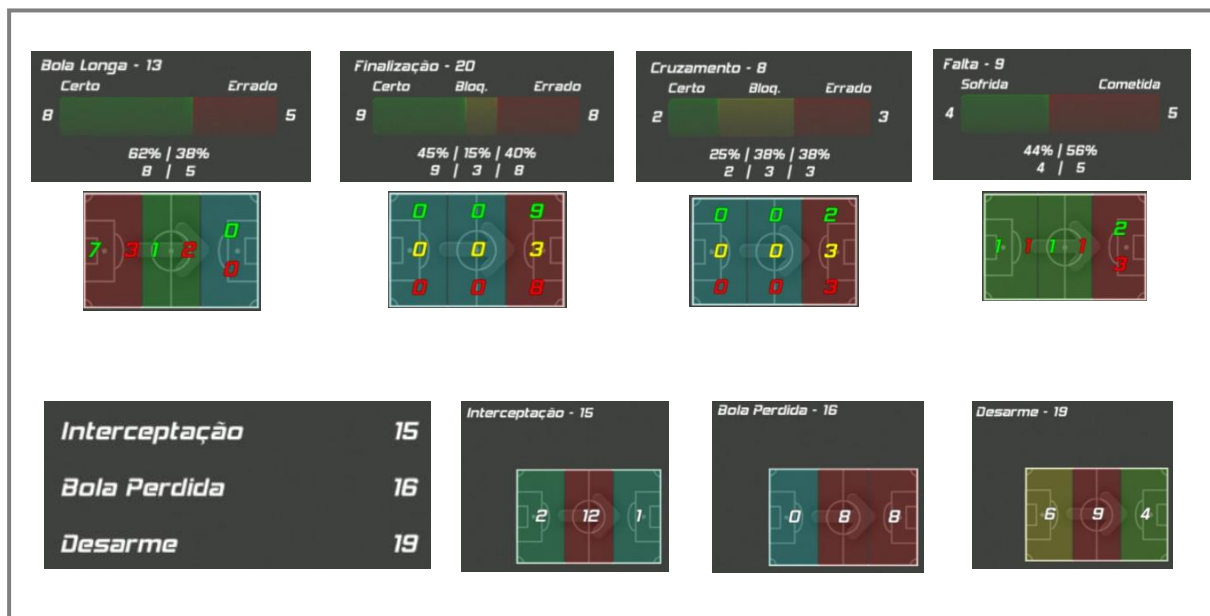 Bola Longa - 13
Certo Errado
8 5
62% | 38%
8 | 5
7 3 1 2 0
0
Finalização - 20
Certo Bloq. Errado
9 8
45% | 15% | 40%
9 | 3 | 8
0 0 9
0 0 3
0 0 8
Cruzamento - 8
Certo Bloq. Errado
2 3
25% | 38% | 38%
2 | 3 | 3
0 0 2
0 0 3
0 0 3
Falta - 9
Sofrida Cometida
4 5
44% | 56%
4 | 5
1 1 1 1 2
3
Interceptação 15
Bola Perdida 16
Desarme 19
Interceptação - 15
2 12 1
Bola Perdida - 16
0 8 8
Desarme - 19
6 9 4